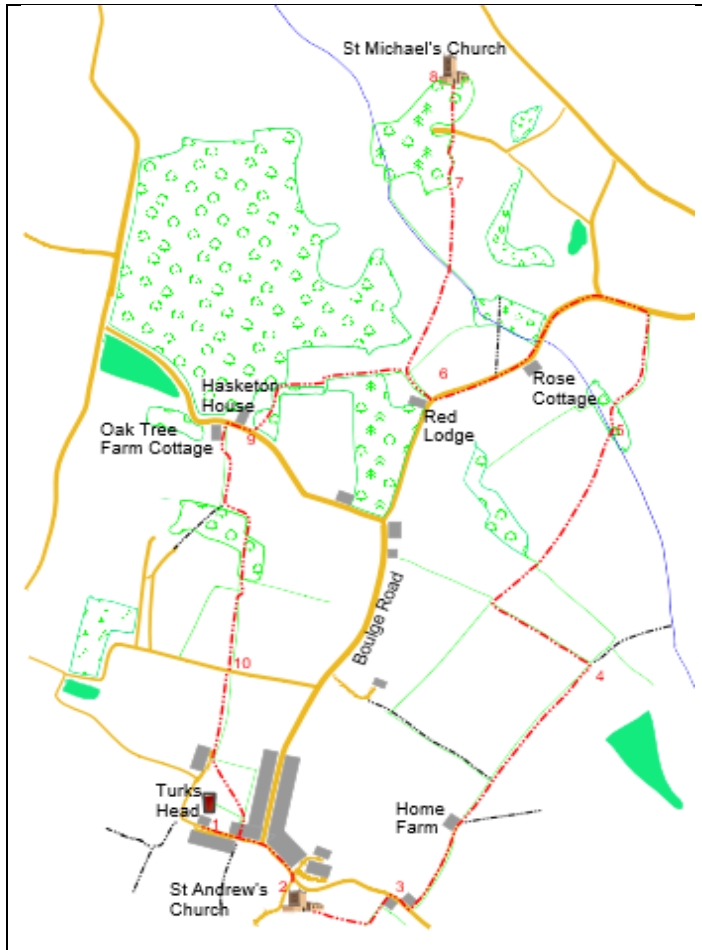 St Michael's Church
8
7
6
Hasketon
House
Rose
Cottage
Red
Lodge
Oak Tree
Farm Cottage
9
5
Boulge Road
10
4
Turks
Head
1
Home
Farm
St Andrew's
Church
2
3